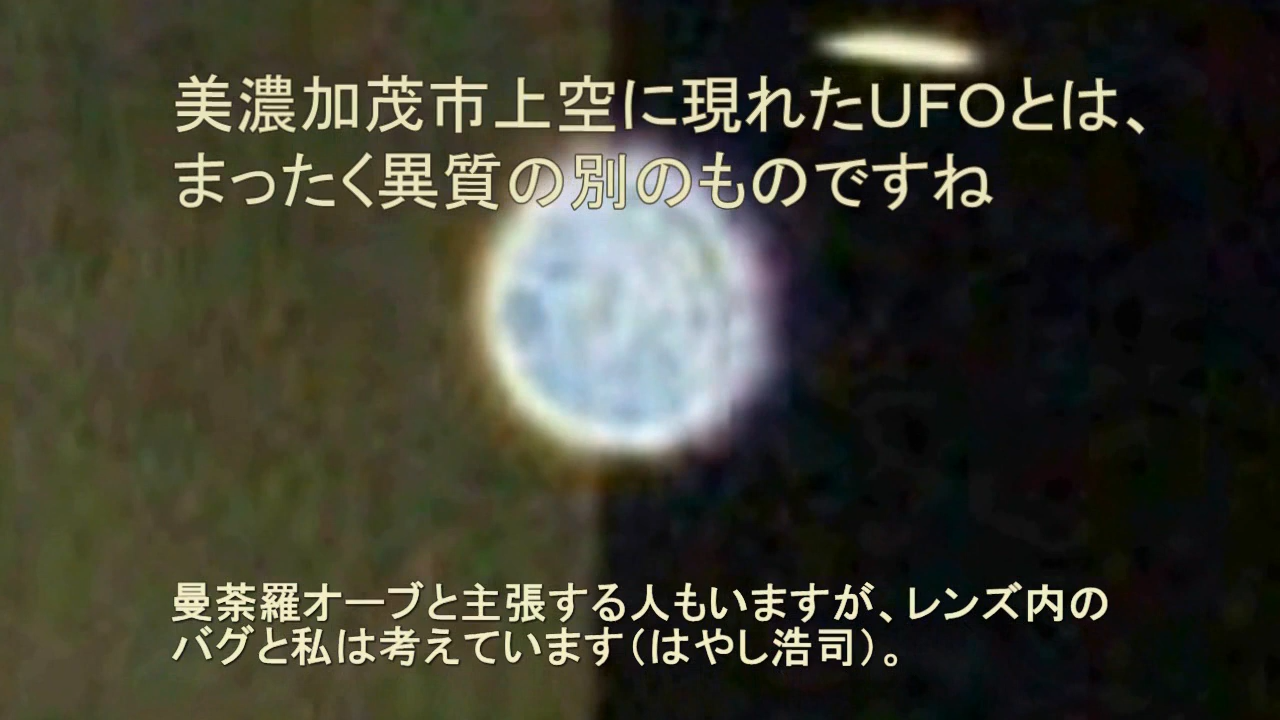 美濃加茂市上空に現れたＵＦＯとは、
まったく異質の別のものですね
曼荼羅オーブと主張する人もいますが、レンズ内の
バグと私は考えています（はやし浩司）。